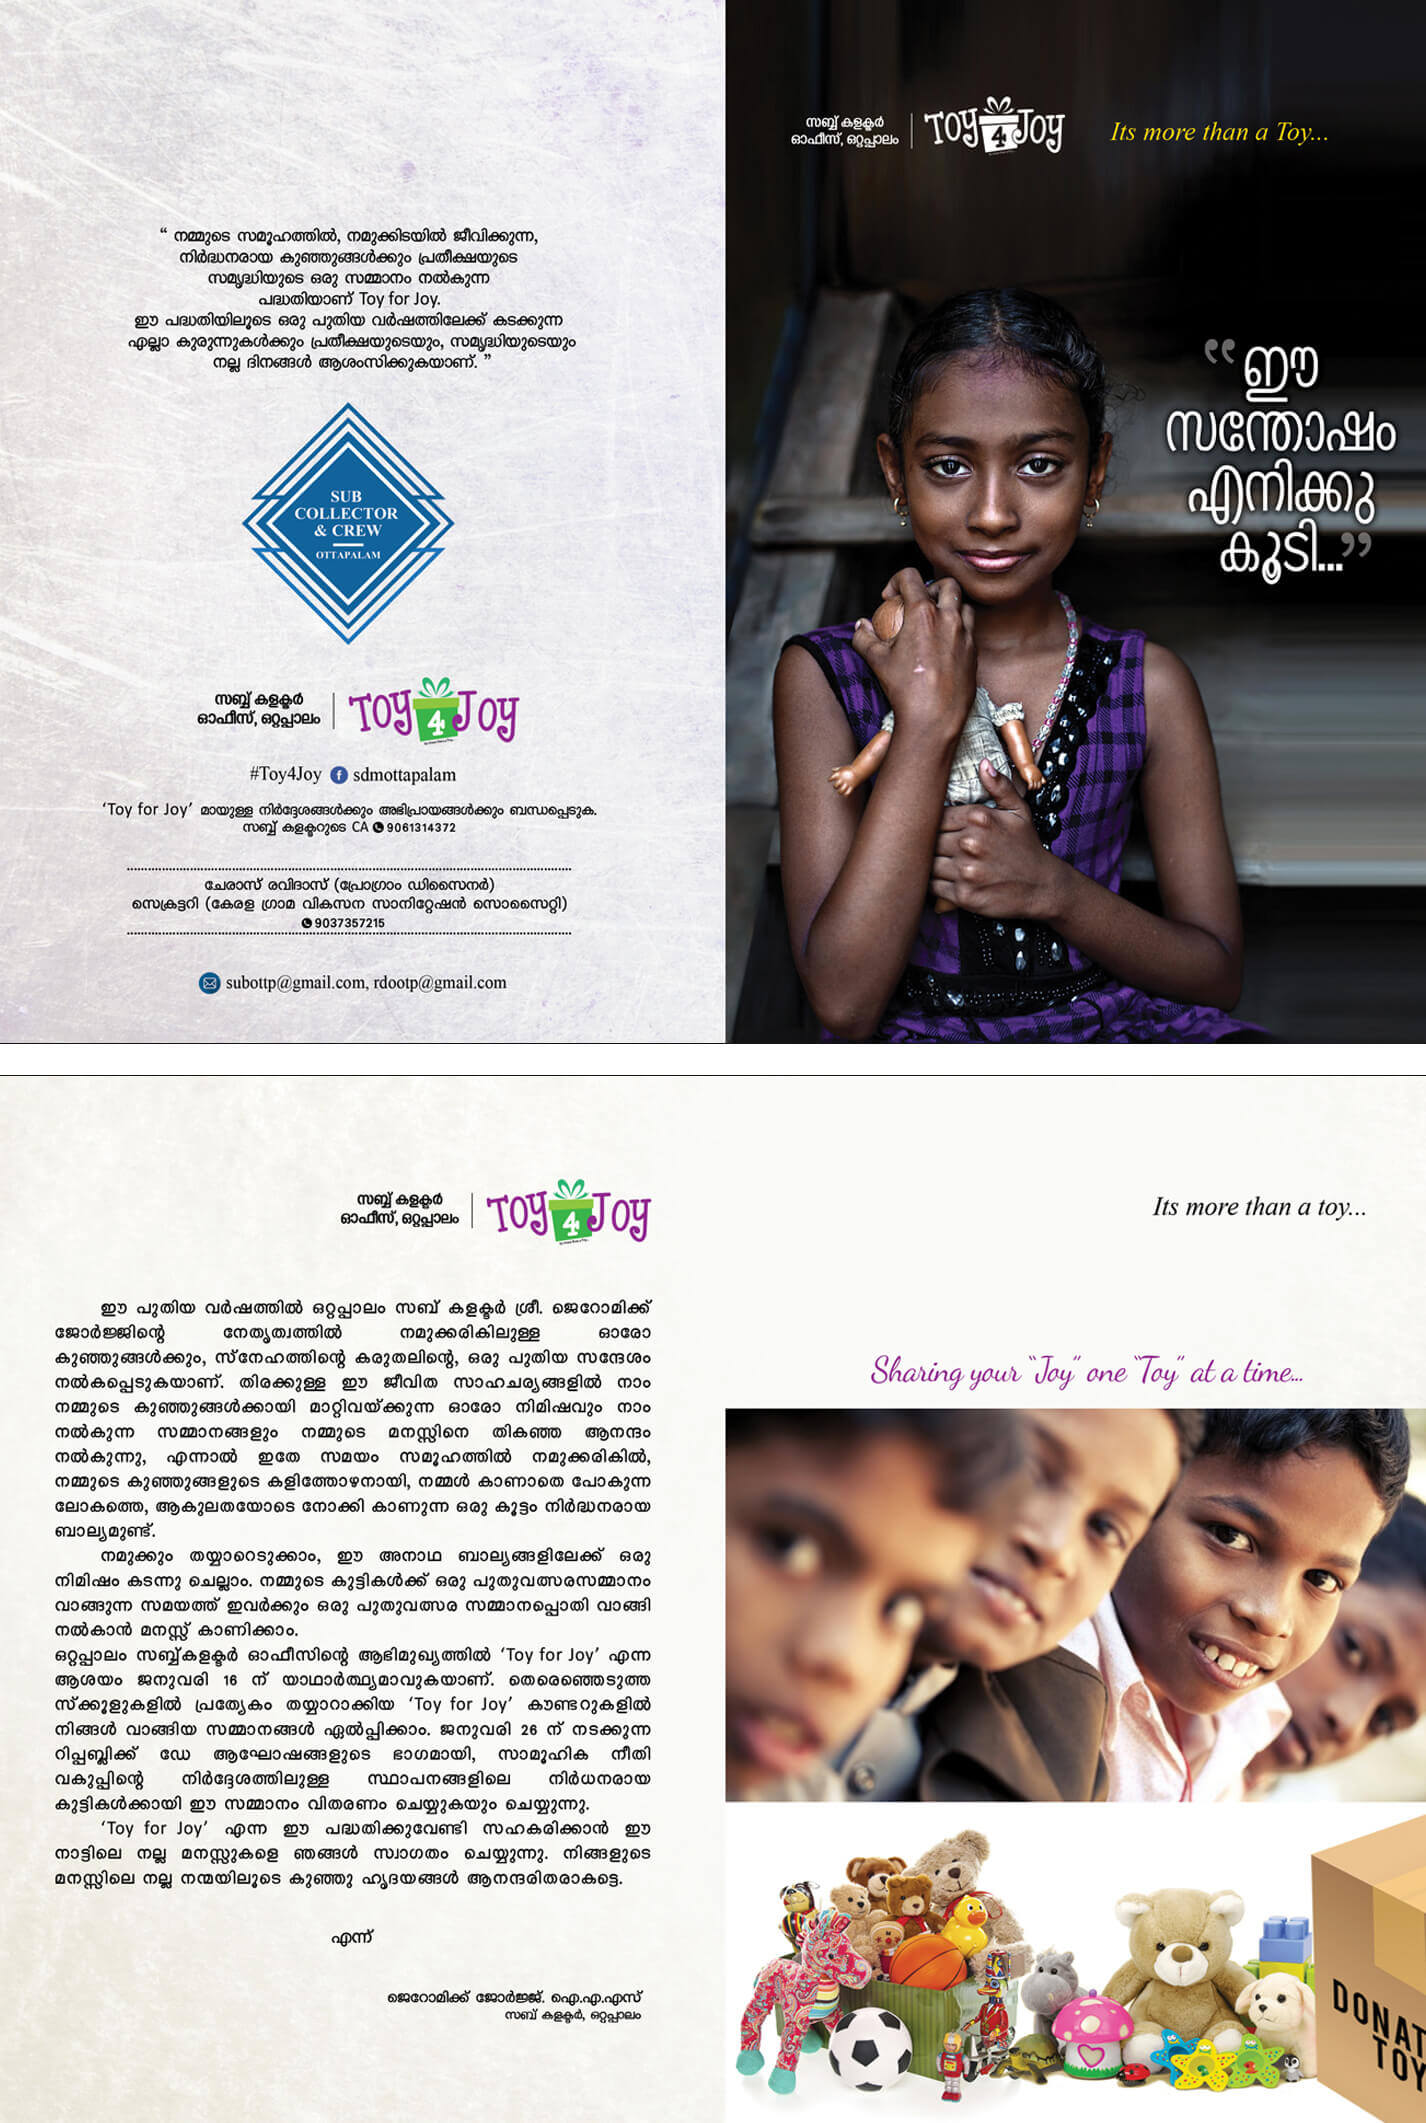 “ നമ്മുടെ സമൂഹത്തിൽ, നമുക്കിടയിൽ ജീവിക്കുന്ന,
നിർദ്ധനരായ കുഞ്ഞുങ്ങൾക്കും പ്രതീക്ഷയുടെ
സമൃദ്ധിയുടെ ഒരു സമ്മാനം നൽകുന്ന
പദ്ധതിയാണ് Toy for Joy.
ഈ പദ്ധതിയിലൂടെ ഒരു പുതിയ വർഷത്തിലേക്ക് കടക്കുന്ന
എല്ലാ കുരുന്നുകൾക്കും പ്രതീക്ഷയുടെയും, സമൃദ്ധിയുടെയും
നല്ല ദിനങ്ങൾ ആശംസിക്കുകയാണ്. ”
SUB
COLLECTOR
& CREW
OTTAPALAM
സബ്ബ് കളക്ടർ
ഓഫീസ്, ഒറ്റപ്പാലം
TOY 4 JOY
#Toy4Joy sdmottapalam
‘Toy for Joy’ മായുള്ള നിർദ്ദേശങ്ങൾക്കും അഭിപ്രായങ്ങൾക്കും ബന്ധപ്പെടുക.
സബ്ബ് കളക്ടറുടെ CA 9061314372
ചേരാസ് രവിദാസ് (പ്രോഗ്രാം ഡിസൈനർ)
സെക്രട്ടറി (കേരള ഗ്രാമ വികസന സാനിറ്റേഷൻ സൊസൈറ്റി)
9037357215
subottp@gmail.com, rdootp@gmail.com
സബ്ബ് കളക്ടർ
ഓഫീസ്, ഒറ്റപ്പാലം
TOY 4 JOY
Its more than a Toy...
“ ഈ
സന്തോഷം
എനിക്കു
കൂടി...”
സബ്ബ് കളക്ടർ
ഓഫീസ്, ഒറ്റപ്പാലം
TOY 4 JOY
ഈ പുതിയ വർഷത്തിൽ ഒറ്റപ്പാലം സബ് കളക്ടർ ശ്രീ. ജെറോമിക്ക്
ജോർജ്ജിന്റെ നേതൃത്വത്തിൽ നമുക്കരികിലുള്ള ഓരോ
കുഞ്ഞുങ്ങൾക്കും, സ്നേഹത്തിന്റെ കരുതലിന്റെ, ഒരു പുതിയ സന്ദേശം
നൽകപ്പെടുകയാണ്. തിരക്കുള്ള ഈ ജീവിത സാഹചര്യങ്ങളിൽ നാം
നമ്മുടെ കുഞ്ഞുങ്ങൾക്കായി മാറ്റിവയ്ക്കുന്ന ഓരോ നിമിഷവും നാം
നൽകുന്ന സമ്മാനങ്ങളും നമ്മുടെ മനസ്സിനെ തികഞ്ഞ ആനന്ദം
നൽകുന്നു, എന്നാൽ ഇതേ സമയം സമൂഹത്തിൽ നമുക്കരികിൽ,
നമ്മുടെ കുഞ്ഞുങ്ങളുടെ കളിത്തോഴനായി, നമ്മൾ കാണാതെ പോകുന്ന
ലോകത്തെ, ആകുലതയോടെ നോക്കി കാണുന്ന ഒരു കൂട്ടം നിർദ്ധനരായ
ബാല്യമുണ്ട്.
നമുക്കും തയ്യാറെടുക്കാം, ഈ അനാഥ ബാല്യങ്ങളിലേക്ക് ഒരു
നിമിഷം കടന്നു ചെല്ലാം. നമ്മുടെ കുട്ടികൾക്ക് ഒരു പുതുവത്സരസമ്മാനം
വാങ്ങുന്ന സമയത്ത് ഇവർക്കും ഒരു പുതുവത്സര സമ്മാനപ്പൊതി വാങ്ങി
നൽകാൻ മനസ്സ് കാണിക്കാം.
ഒറ്റപ്പാലം സബ്ബ്കളക്ടർ ഓഫീസിന്റെ ആഭിമുഖ്യത്തിൽ ‘Toy for Joy’ എന്ന
ആശയം ജനുവരി 16 ന് യാഥാർത്ഥ്യമാവുകയാണ്. തെരെഞ്ഞെടുത്ത
സ്ക്കൂളുകളിൽ പ്രത്യേകം തയ്യാറാക്കിയ ‘Toy for Joy’ കൗണ്ടറുകളിൽ
നിങ്ങൾ വാങ്ങിയ സമ്മാനങ്ങൾ ഏൽപ്പിക്കാം. ജനുവരി 26 ന് നടക്കുന്ന
റിപ്പബ്ലിക്ക് ഡേ ആഘോഷങ്ങളുടെ ഭാഗമായി, സാമൂഹിക നീതി
വകുപ്പിന്റെ നിർദ്ദേശത്തിലുള്ള സ്ഥാപനങ്ങളിലെ നിർധനരായ
കുട്ടികൾക്കായി ഈ സമ്മാനം വിതരണം ചെയ്യുകയും ചെയ്യുന്നു.
‘Toy for Joy’ എന്ന ഈ പദ്ധതിക്കുവേണ്ടി സഹകരിക്കാൻ ഈ
നാട്ടിലെ നല്ല മനസ്സുകളെ ഞങ്ങൾ സ്വാഗതം ചെയ്യുന്നു. നിങ്ങളുടെ
മനസ്സിലെ നല്ല നന്മയിലൂടെ കുഞ്ഞു ഹൃദയങ്ങൾ ആനന്ദരിതരാകട്ടെ.
എന്ന്
ജെറോമിക്ക് ജോർജ്ജ്. ഐ.എ.എസ്
സബ് കളക്ടർ, ഒറ്റപ്പാലം
Its more than a toy...
Sharing your “Joy” one “Toy” at a time...
DONAT
TOY